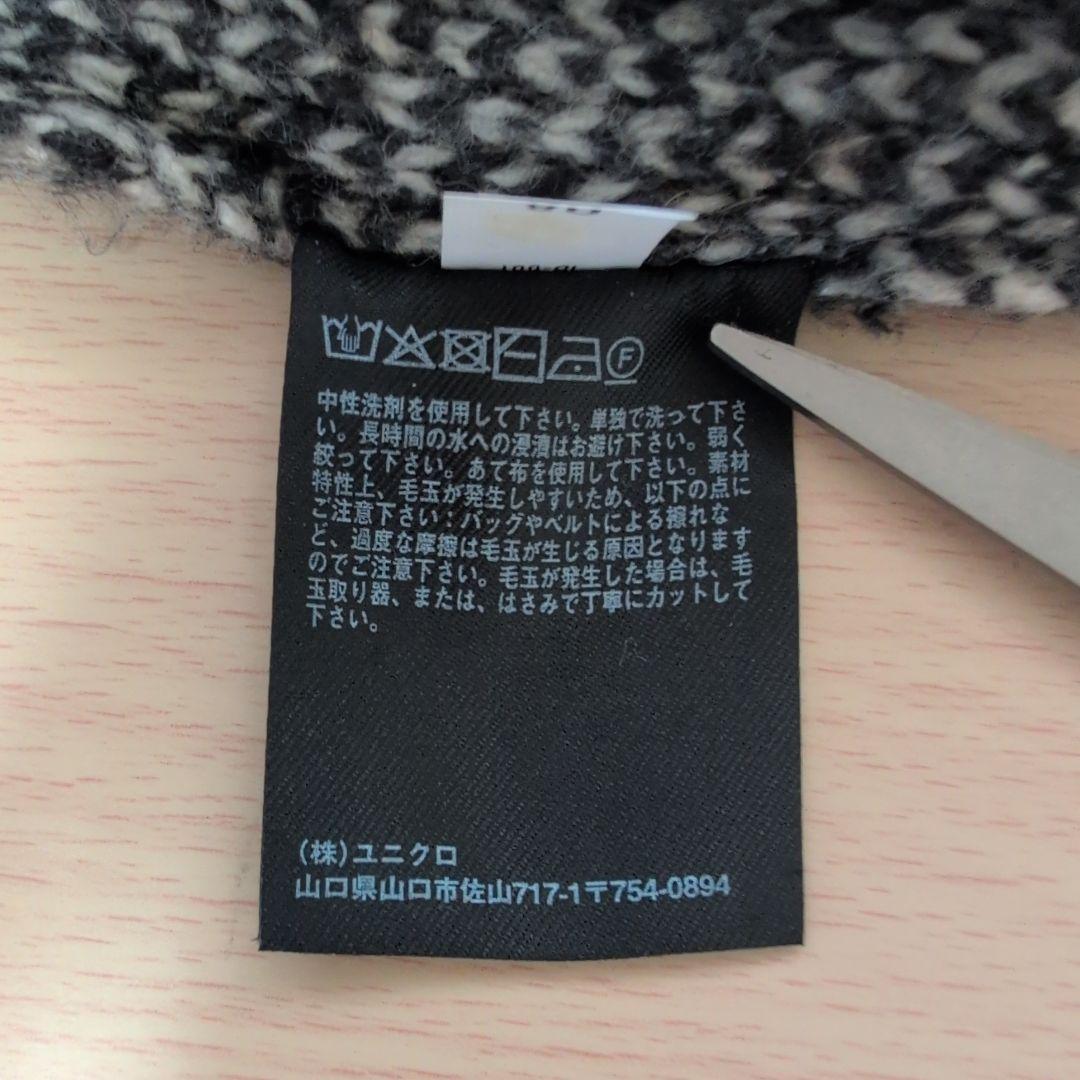 F
中性洗剤を使用して下さい。単独で洗って下さ
い。長時間の水への浸漬はお避け下さい。弱く
絞って下さい。あて布を使用して下さい。素材
特性上、毛玉が発生しやすいため、以下の点に
ご注意下さい・バックやベルトによる擦れな
ど、過度な摩擦は毛玉が生じる原因となります
のでご注意下さい。毛玉が発生した場合は、毛
玉取り器、または、はさみで丁寧にカットして
下さい。
(株)ユニクロ
山口県山口市佐山717-1〒754-0894